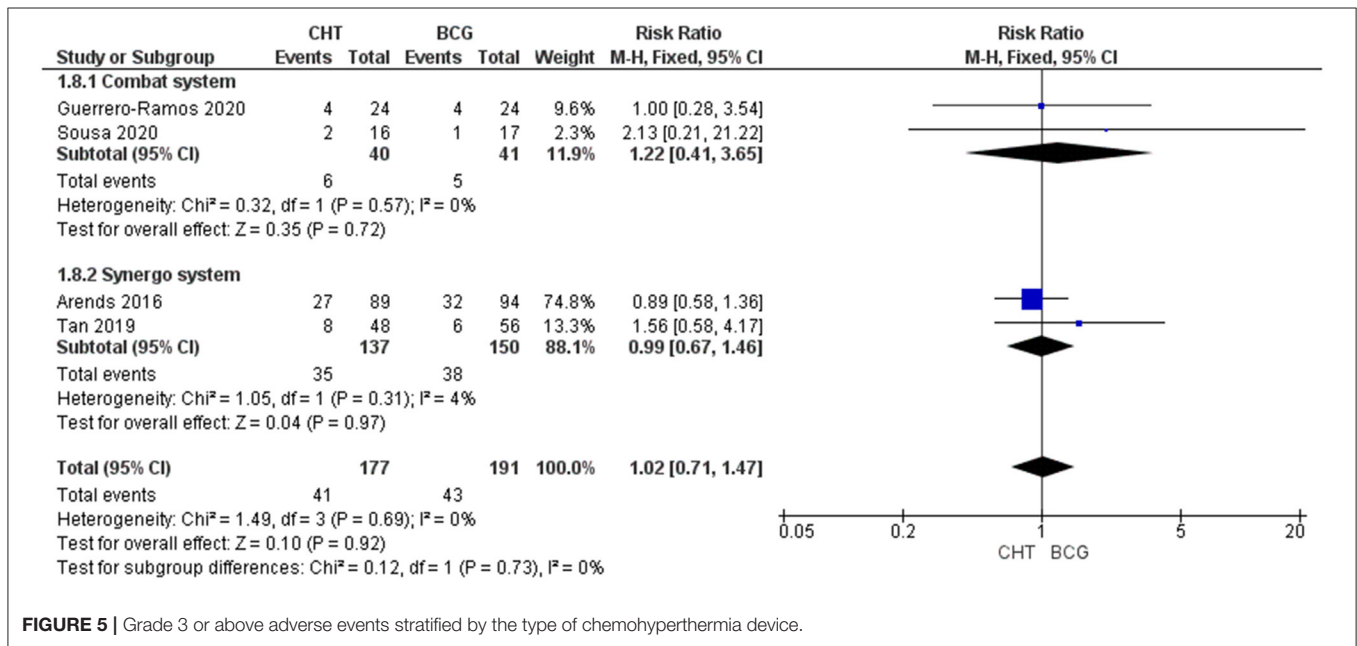 CHT BCG Risk Ratio Risk Ratio
Study or Subgroup Events Total Events Total Weight M-H, Fixed, 95% CI M-H, Fixed, 95% CI
1.8.1 Combat system
Guerrero-Ramos 2020 4 24 4 24 9.6% 1.00 [0.28, 3.54]
Sousa 2020 2 16 1 17 2.3% 2.13 [0.21, 21.22]
Subtotal (95% CI) 40 41 11.9% 1.22 [0.41, 3.65]
Total events 6 5
Heterogeneity: Chi² = 0.32, df = 1 (P = 0.57); I² = 0%
Test for overall effect: Z = 0.35 (P = 0.72)
1.8.2 Synergo system
Arends 2016 27 89 32 94 74.8% 0.89 [0.58, 1.36]
Tan 2019 8 48 6 56 13.3% 1.56 [0.58, 4.17]
Subtotal (95% CI) 137 150 88.1% 0.99 [0.67, 1.46]
Total events 35 38
Heterogeneity: Chi² = 1.05, df = 1 (P = 0.31); I² = 4%
Test for overall effect: Z = 0.04 (P = 0.97)
Total (95% CI) 177 191 100.0% 1.02 [0.71, 1.47]
Total events 41 43
Heterogeneity: Chi² = 1.49, df = 3 (P = 0.69); I² = 0%
Test for overall effect: Z = 0.10 (P = 0.92)
Test for subgroup differences: Chi² = 0.12, df = 1 (P = 0.73), I² = 0%
0.05 0.2 1 5 20
CHT BCG
FIGURE 5 | Grade 3 or above adverse events stratified by the type of chemohyperthermia device.